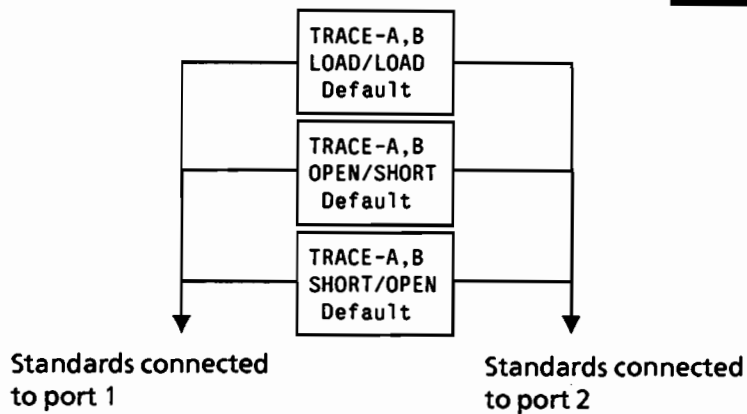 TRACE-A,B
LOAD/LOAD
Default
TRACE-A,B
OPEN/SHORT
Default
TRACE-A,B
SHORT/OPEN
Default
Standards connected
to port 1
Standards connected
to port 2